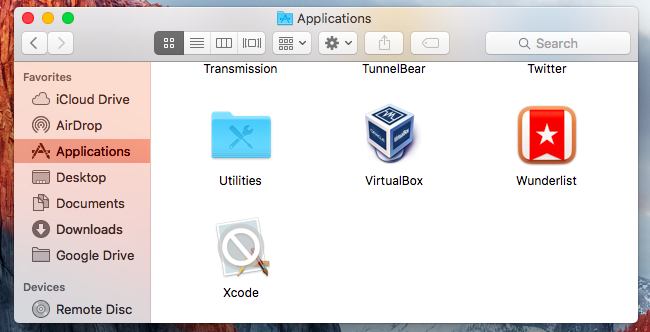 Applications
Search
Favorites
iCloud Drive
AirDrop
Applications
Desktop
Documents
Downloads
Google Drive
Devices
Remote Disc
Transmission
TunnelBear
Twitter
Utilities
VirtualBox
Wunderlist
Xcode